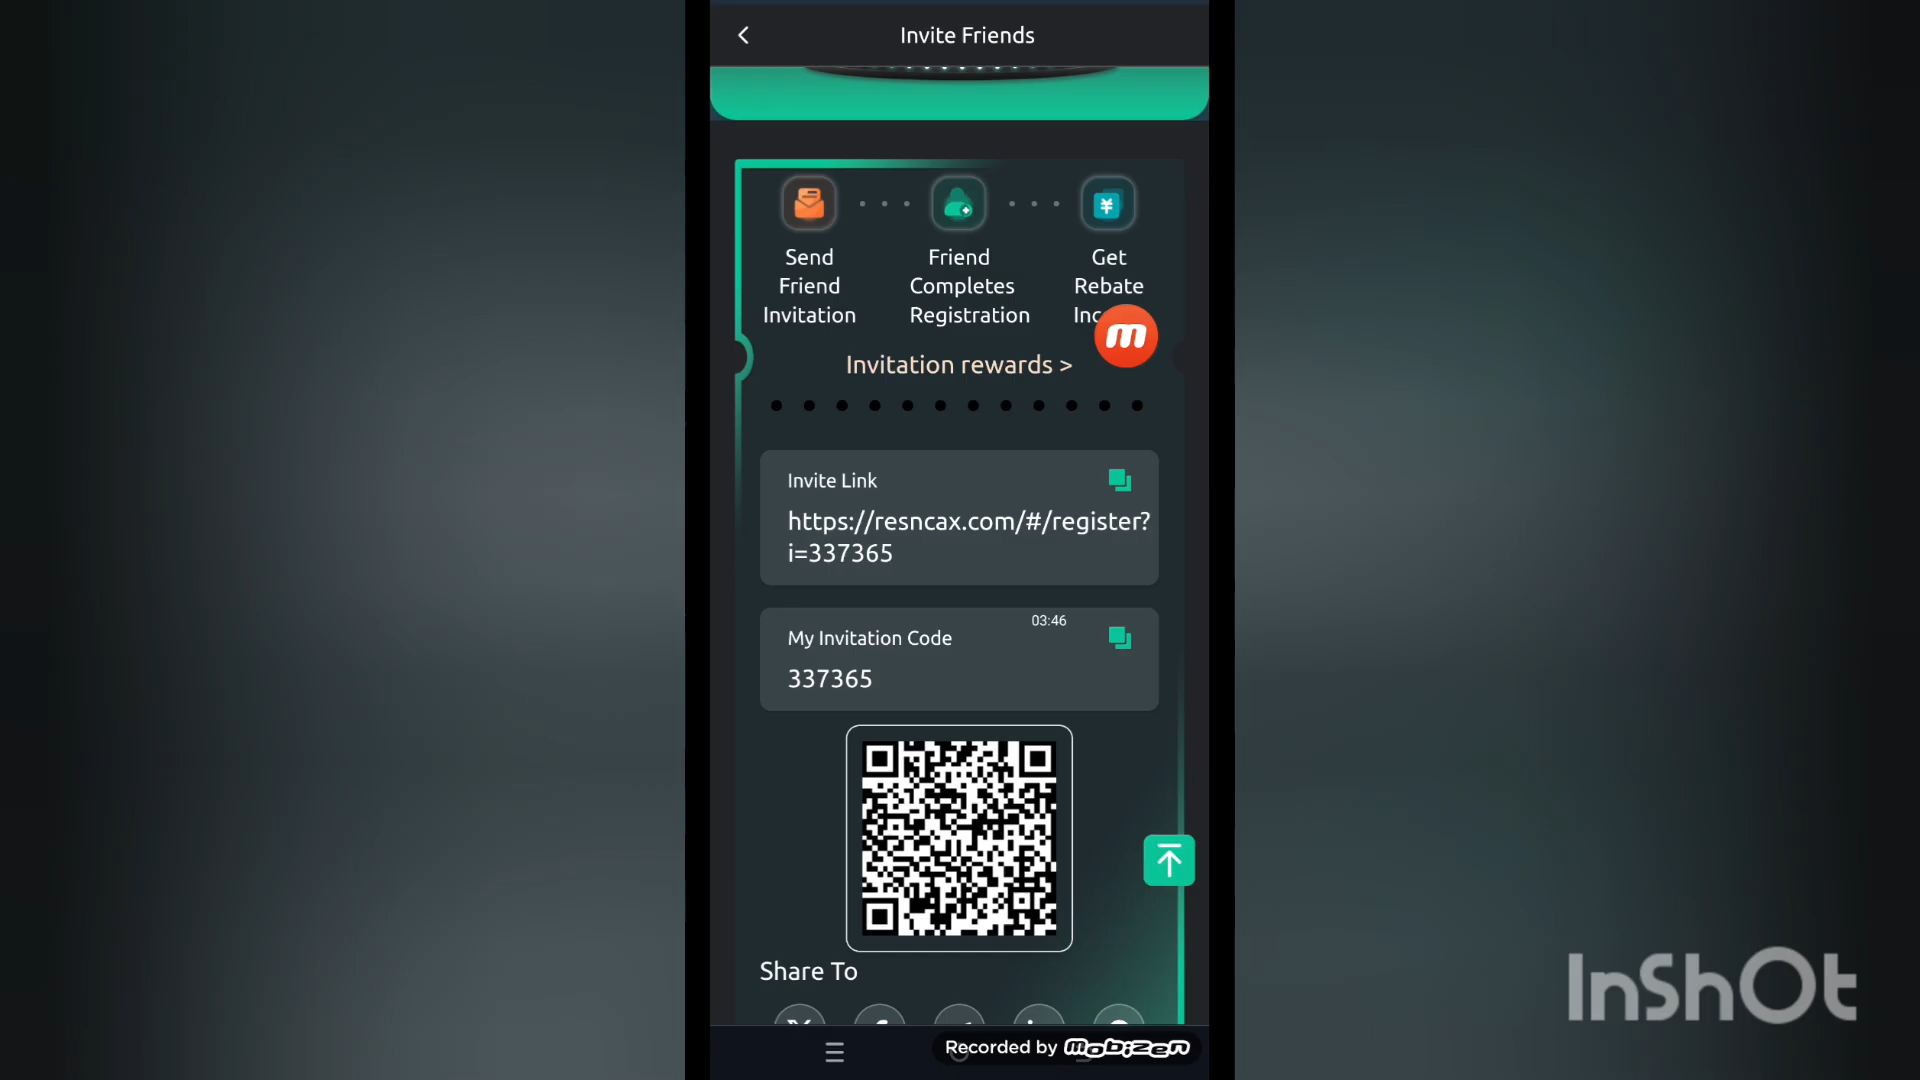 Invite Friends
Send
Friend
Invitation
Friend
Completes
Registration
Get
Rebate
Invitation rewards >
Invite Link
https://resncax.com/#/register?
i=337365
03:46
My Invitation Code
337365
Share To
Recorded by mobizen
InShOt